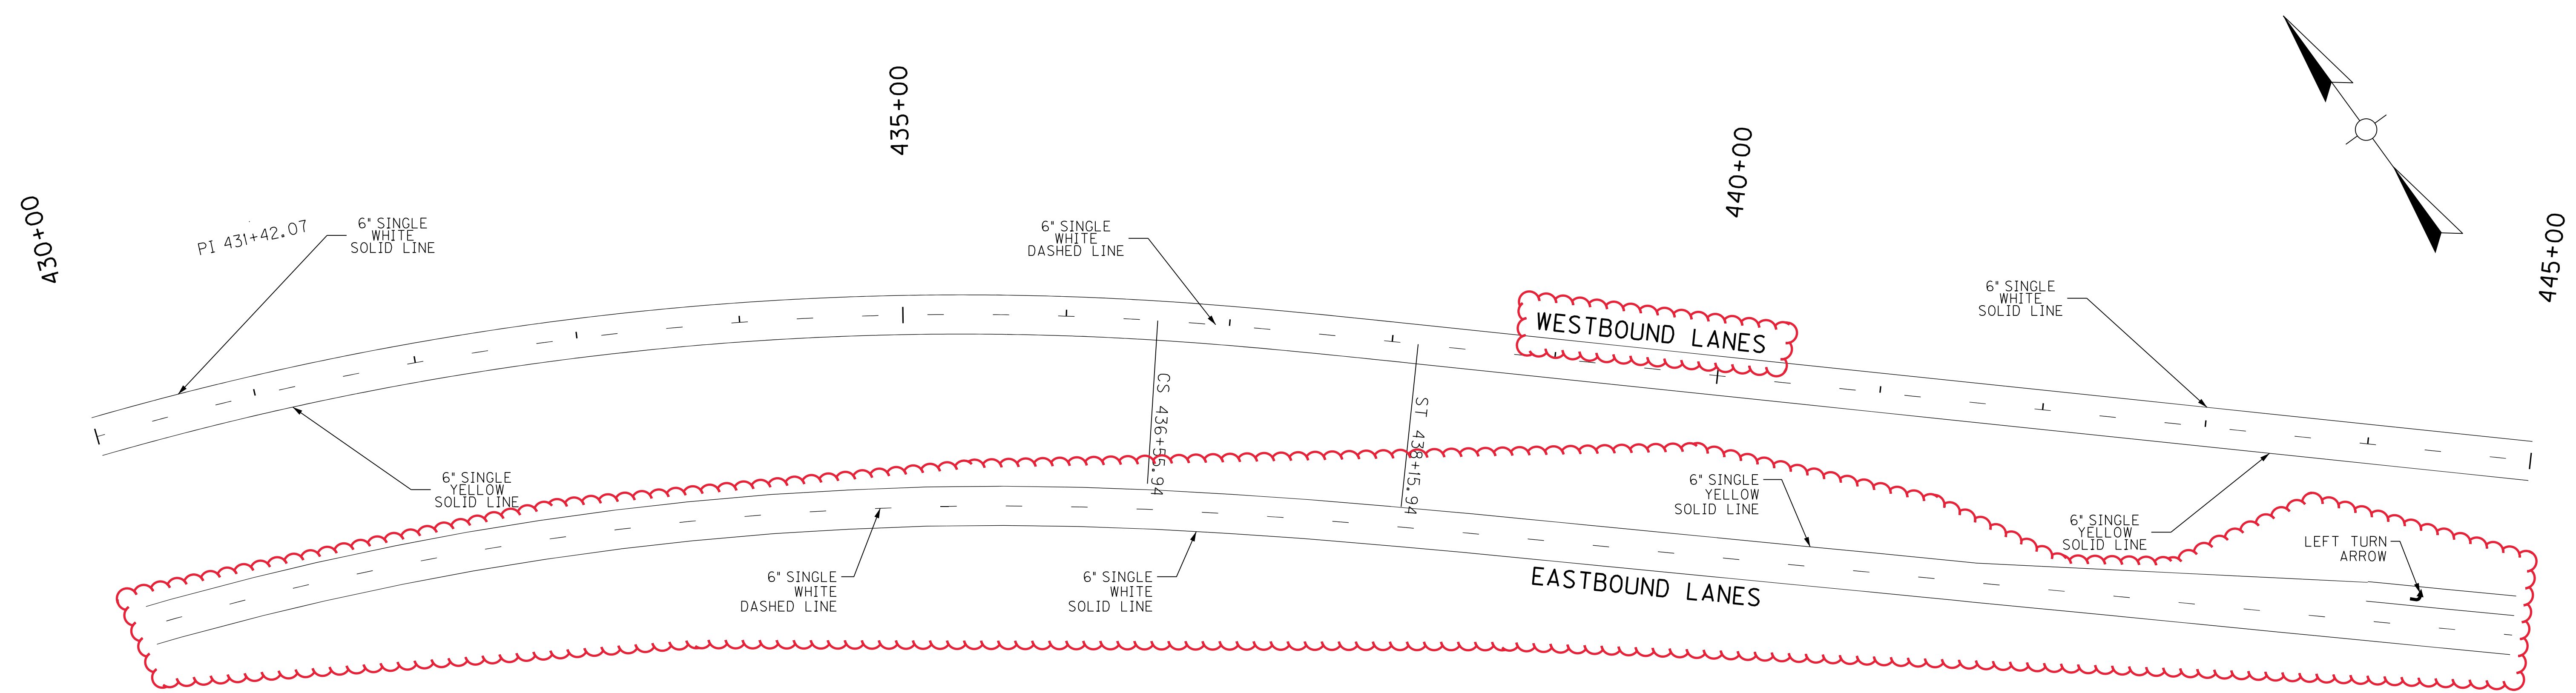 430+00
435+00
440+00
445+00
PI 431+42.07
6" SINGLE
WHITE
SOLID LINE
6" SINGLE
WHITE
DASHED LINE
WESTBOUND LANES
6" SINGLE
WHITE
SOLID LINE
CS 436+55.94
ST 438+15.94
6" SINGLE
YELLOW
SOLID LINE
6" SINGLE
YELLOW
SOLID LINE
6" SINGLE
YELLOW
SOLID LINE
LEFT TURN
ARROW
6" SINGLE
WHITE
DASHED LINE
6" SINGLE
WHITE
SOLID LINE
EASTBOUND LANES